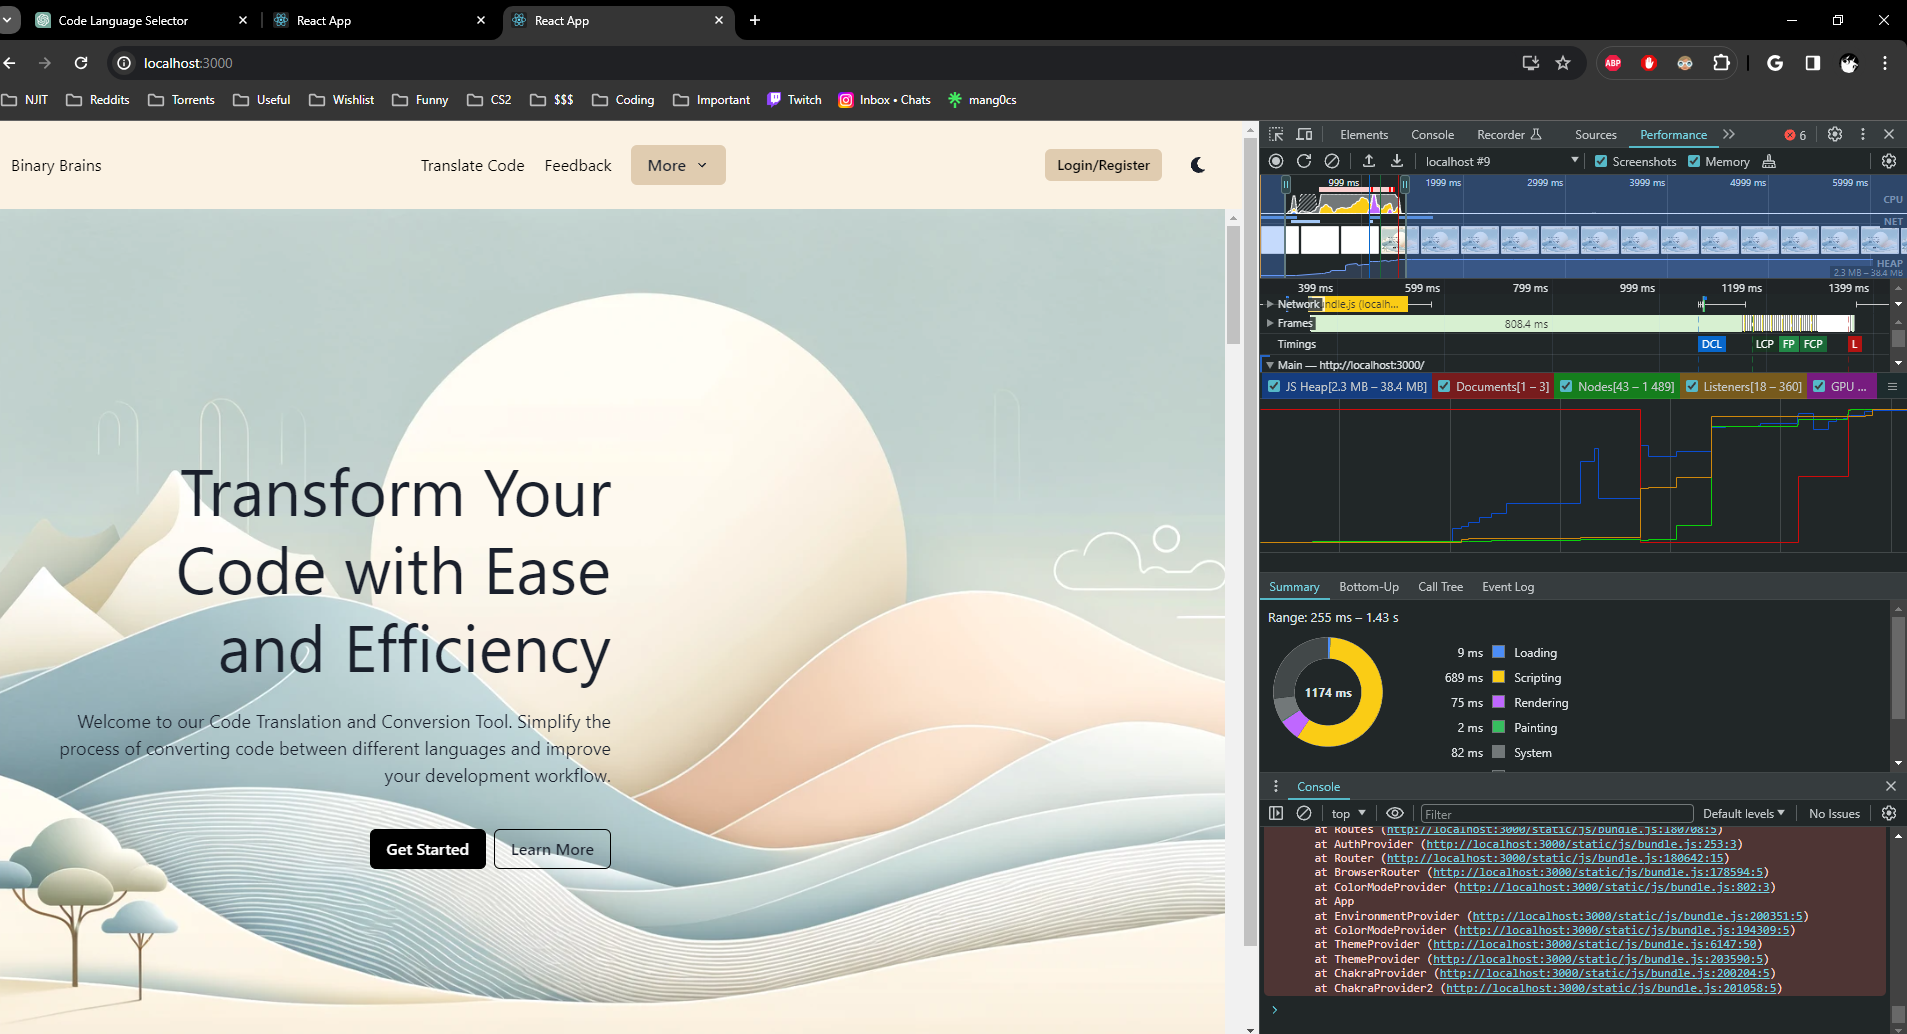 Code Language Selector
React App
React App
localhost:3000
ABP
G
NJIT
Reddits
Torrents
Useful
Wishlist
Funny
CS2
$$$
Coding
Important
Twitch
Inbox • Chats
mang0cs
Binary Brains
Translate Code
Feedback
More
Login/Register
Transform Your
Code with Ease
and Efficiency
Welcome to our Code Translation and Conversion Tool. Simplify the
process of converting code between different languages and improve
your development workflow.
Get Started
Learn More
Elements
Console
Recorder
Sources
Performance
6
localhost #9
Screenshots
Memory
999 ms
1999 ms
2999 ms
3999 ms
4999 ms
5999 ms
CPU
NET
HEAP
2.3 MB – 38.4 MB
399 ms
599 ms
799 ms
999 ms
1199 ms
1399 ms
Network
ndle.js (localh...
Frames
808.4 ms
Timings
DCL
LCP
FP
FCP
L
Main — http://localhost:3000/
JS Heap[2.3 MB – 38.4 MB]
Documents[1 – 3]
Nodes[43 – 1 489]
Listeners[18 – 360]
GPU ...
Summary
Bottom-Up
Call Tree
Event Log
Range: 255 ms – 1.43 s
1174 ms
9 ms Loading
689 ms Scripting
75 ms Rendering
2 ms Painting
82 ms System
Console
top
Filter
Default levels
No Issues
at Routes (http://localhost:3000/static/js/bundle.js:180708:5)
at AuthProvider (http://localhost:3000/static/js/bundle.js:253:3)
at Router (http://localhost:3000/static/js/bundle.js:180642:15)
at BrowserRouter (http://localhost:3000/static/js/bundle.js:178594:5)
at ColorModeProvider (http://localhost:3000/static/js/bundle.js:802:3)
at App
at EnvironmentProvider (http://localhost:3000/static/js/bundle.js:200351:5)
at ColorModeProvider (http://localhost:3000/static/js/bundle.js:194309:5)
at ThemeProvider (http://localhost:3000/static/js/bundle.js:6147:50)
at ThemeProvider (http://localhost:3000/static/js/bundle.js:203590:5)
at ChakraProvider (http://localhost:3000/static/js/bundle.js:200204:5)
at ChakraProvider2 (http://localhost:3000/static/js/bundle.js:201058:5)